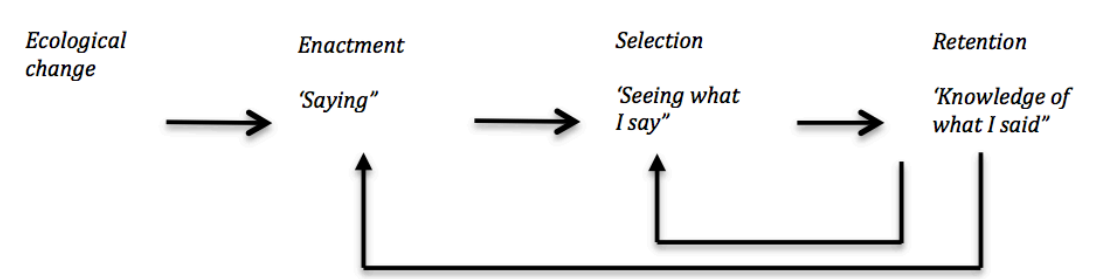 Ecological
change
Enactment
‘Saying”
Selection
‘Seeing what
I say”
Retention
‘Knowledge of
what I said”